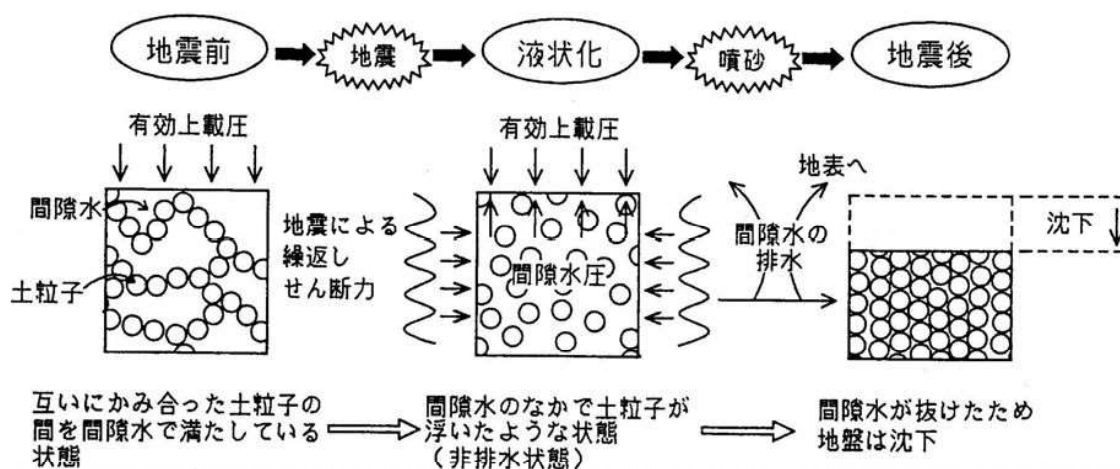 地震前
地震
液状化
噴砂
地震後
有効上載圧
間隙水
土粒子
地震による
繰返し
せん断力
有効上載圧
間隙水圧
地表へ
間隙水の
排水
沈下
互いにかみ合った土粒子の
間を間隙水で満たしている
状態
間隙水のなかで土粒子が
浮いたような状態
(非排水状態)
間隙水が抜けたため
地盤は沈下